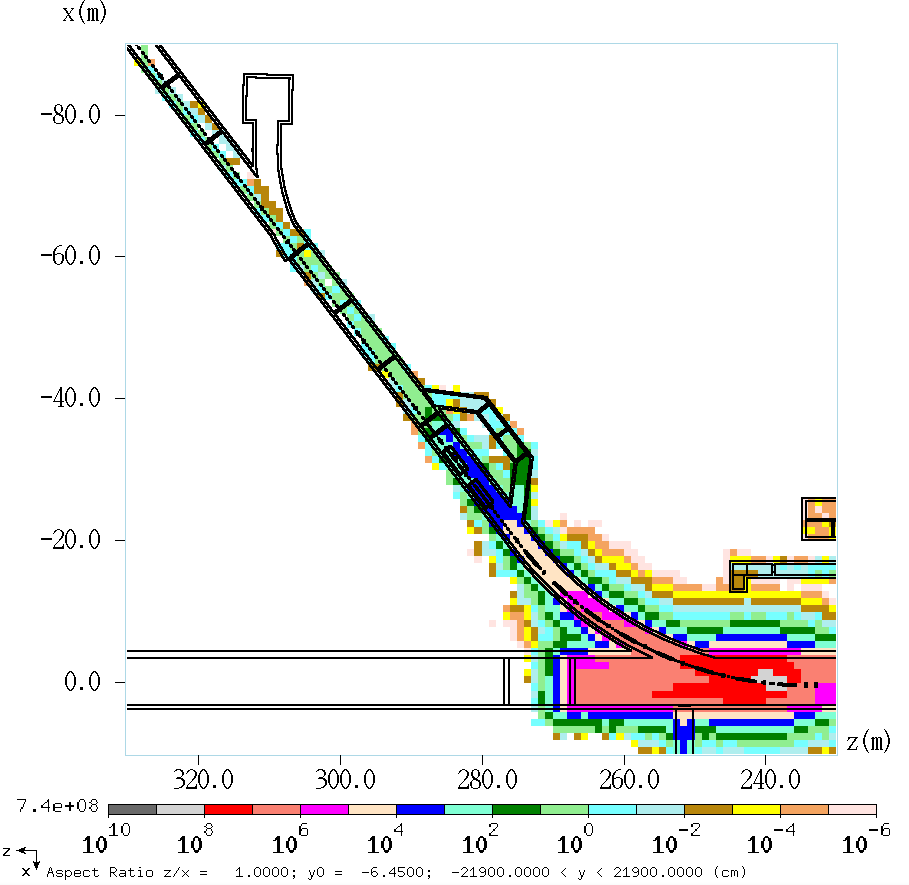 x(m)
-80.0
-60.0
-40.0
-20.0
0.0
z(m)
320.0 300.0 280.0 260.0 240.0
7.4e+08
10^10 10^8 10^6 10^4 10^2 10^0 10^-2 10^-4 10^-6
z
x Aspect Ratio z/x = 1.0000; y0 = -6.4500; -21900.0000 < y < 21900.0000 (cm)